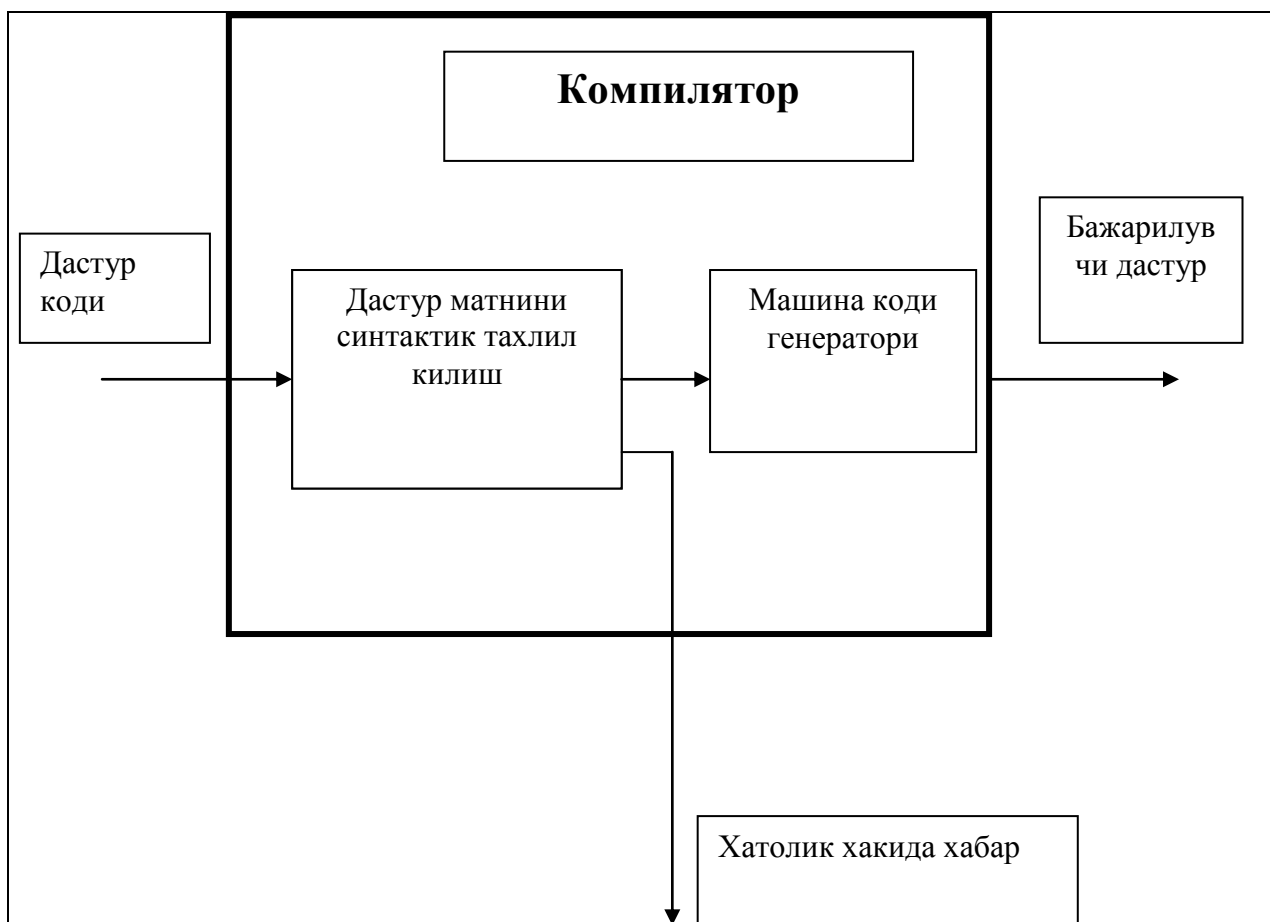 Компилятор
Дастур
коди
Дастур матнини
синтактик тахлил
килиш
Машина коди
генератори
Бажарилув
чи дастур
Хатолик хакида хабар